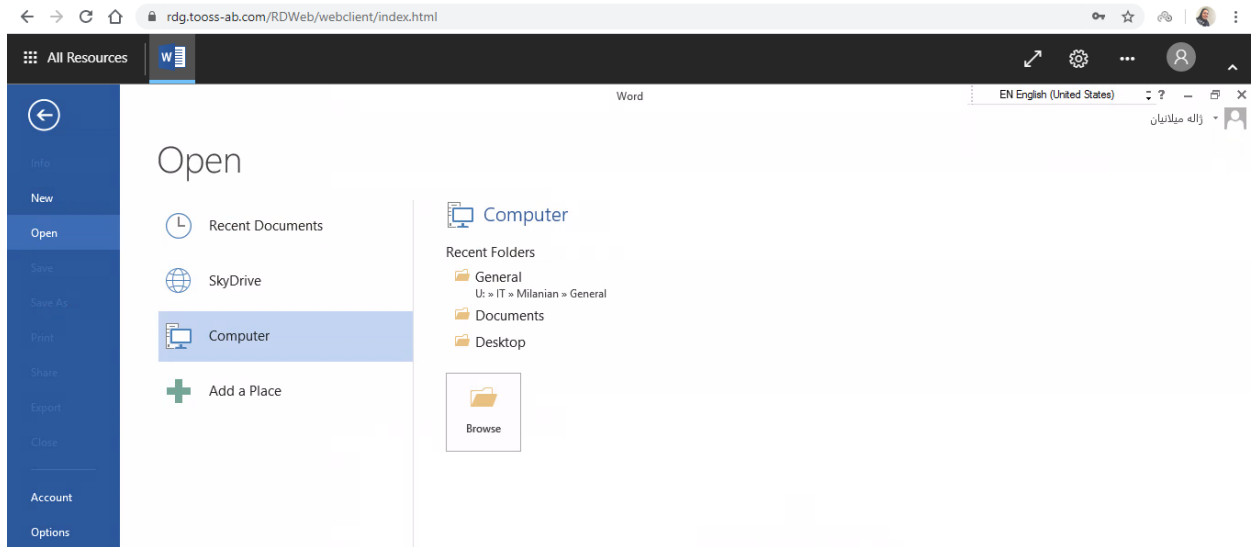 rdg.tooss-ab.com/RDWeb/webclient/index.html
All Resources
Word
EN English (United States)
?
ژاله میلانیان
Open
Info
New
Open
Save
Save As
Print
Share
Export
Close
Account
Options
Recent Documents
SkyDrive
Computer
Add a Place
Computer
Recent Folders
General
U: » IT » Milanian » General
Documents
Desktop
Browse